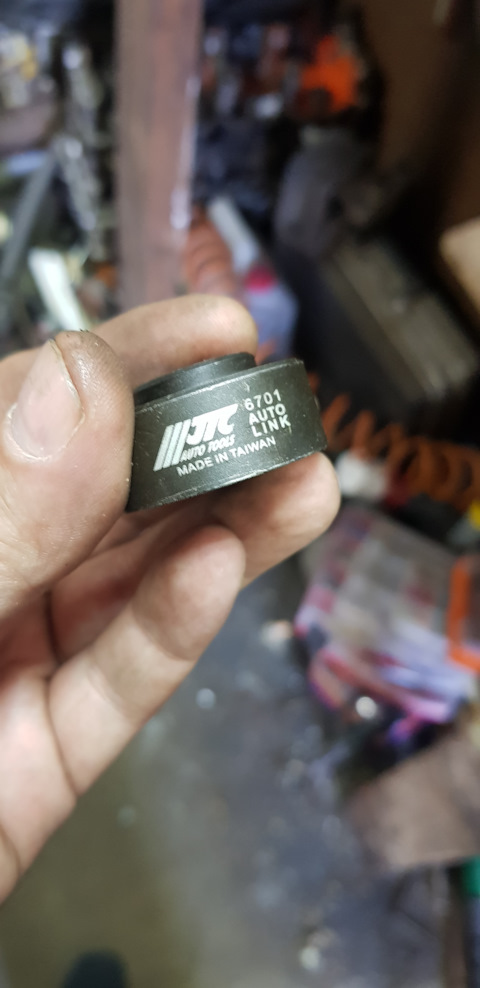 JTC
AUTO TOOLS
MADE IN TAIWAN
6701
AUTO
LINK